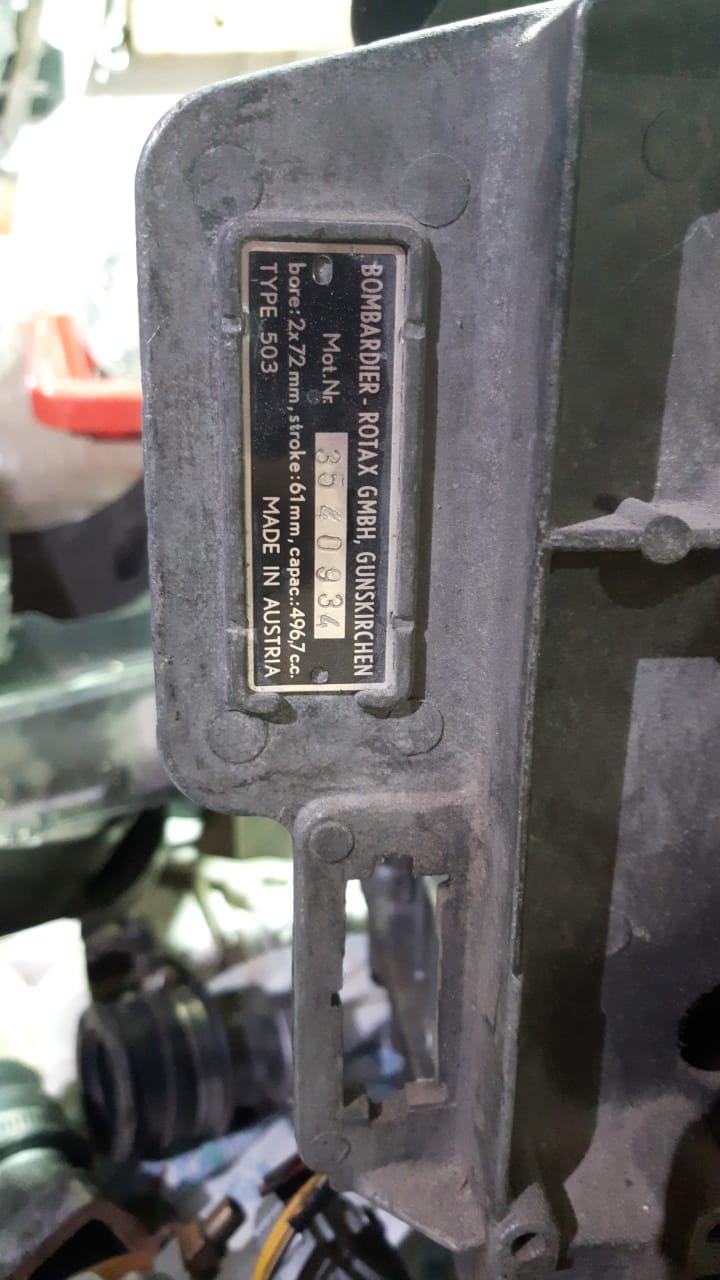 BOMBARDIER - ROTAX GMBH, GUNSKIRCHEN
Mot.Nr. 3540934
bore: 2x72 mm, stroke: 61 mm, capac.: 496,7 c.c.
TYPE 503 MADE IN AUSTRIA